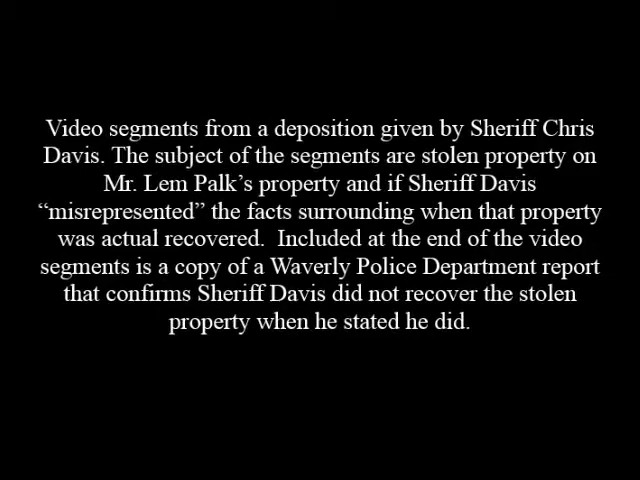 Video segments from a deposition given by Sheriff Chris
Davis. The subject of the segments are stolen property on
Mr. Lem Palk’s property and if Sheriff Davis
“misrepresented” the facts surrounding when that property
was actual recovered.  Included at the end of the video
segments is a copy of a Waverly Police Department report
that confirms Sheriff Davis did not recover the stolen
property when he stated he did.